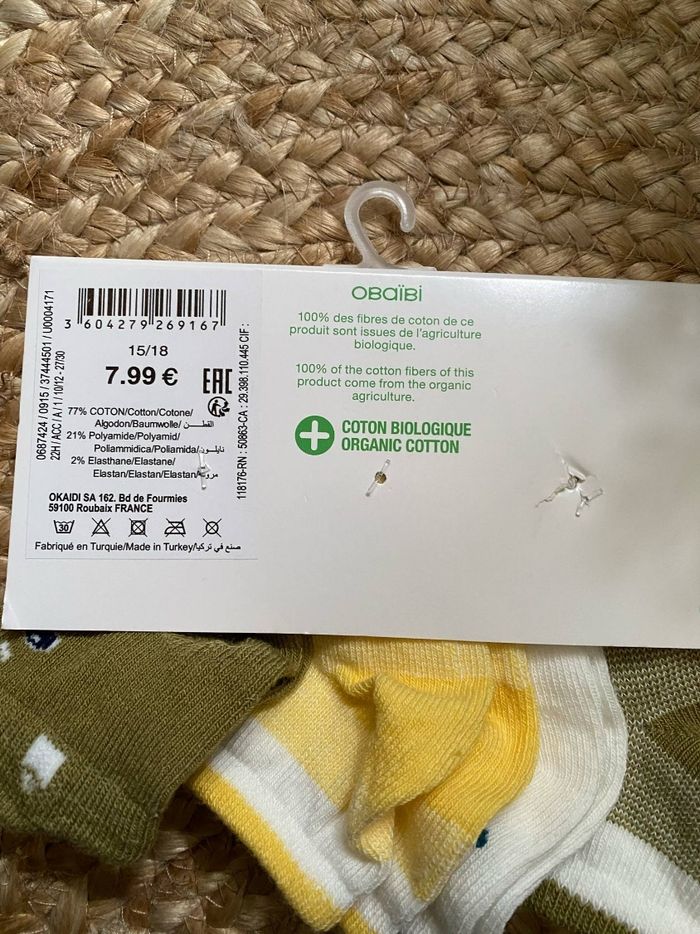 0687424 / 0915 / 37444501 / U0004171
22H / ACC / A / 1 / 10/12 - 27/30
3 604279 269167
15/18
7.99 €
EAC
77% COTON/Cotton/Cotone/
Algodon/Baumwolle/ القطن
21% Polyamide/Polyamid/
Poliammidica/Poliamida/ نايلون
2% Elasthane/Elastane/
Elastan/Elastan/Elastan/
118176-RN : 50863-CA : 29.398.110.445 CIF :
OKAIDI SA 162. Bd de Fourmies
59100 Roubaix FRANCE
30
Fabriqué en Turquie/Made in Turkey/صنع في تركيا
OBaïBi
100% des fibres de coton de ce
produit sont issues de l'agriculture
biologique.
100% of the cotton fibers of this
product come from the organic
agriculture.
COTON BIOLOGIQUE
ORGANIC COTTON